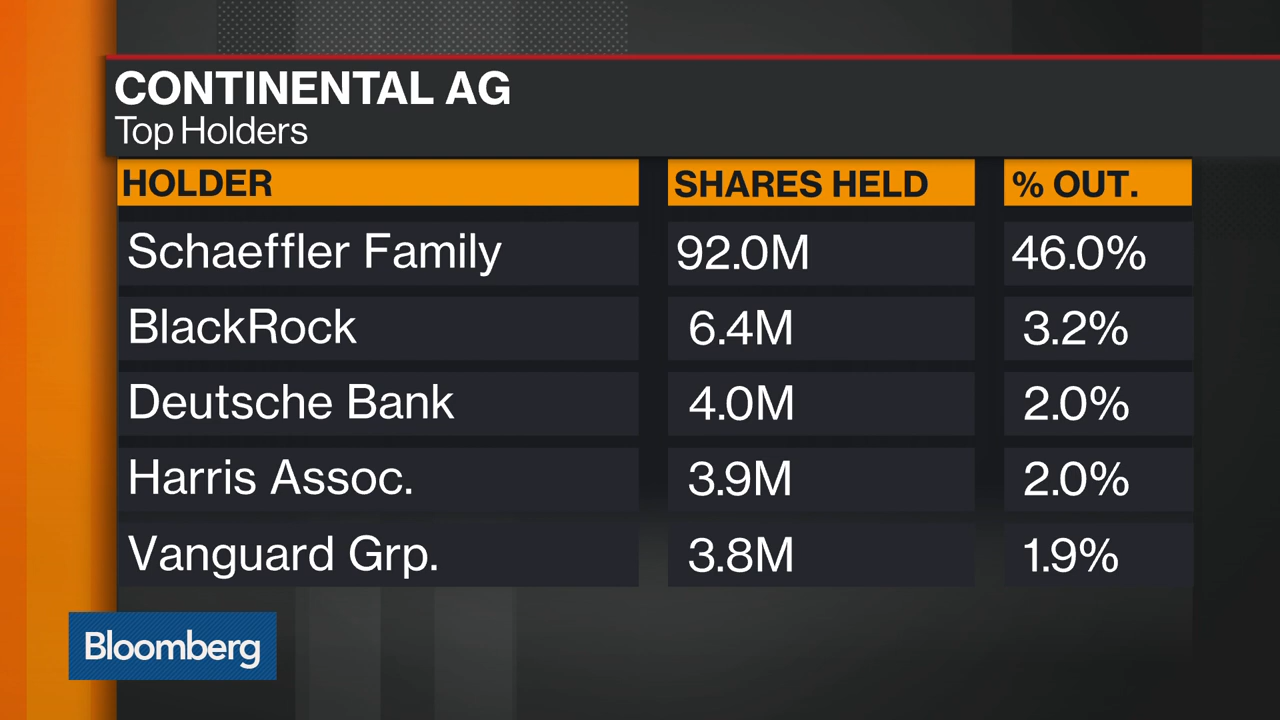 CONTINENTAL AG
Top Holders
HOLDER SHARES HELD % OUT.
Schaeffler Family 92.0M 46.0%
BlackRock 6.4M 3.2%
Deutsche Bank 4.0M 2.0%
Harris Assoc. 3.9M 2.0%
Vanguard Grp. 3.8M 1.9%
Bloomberg